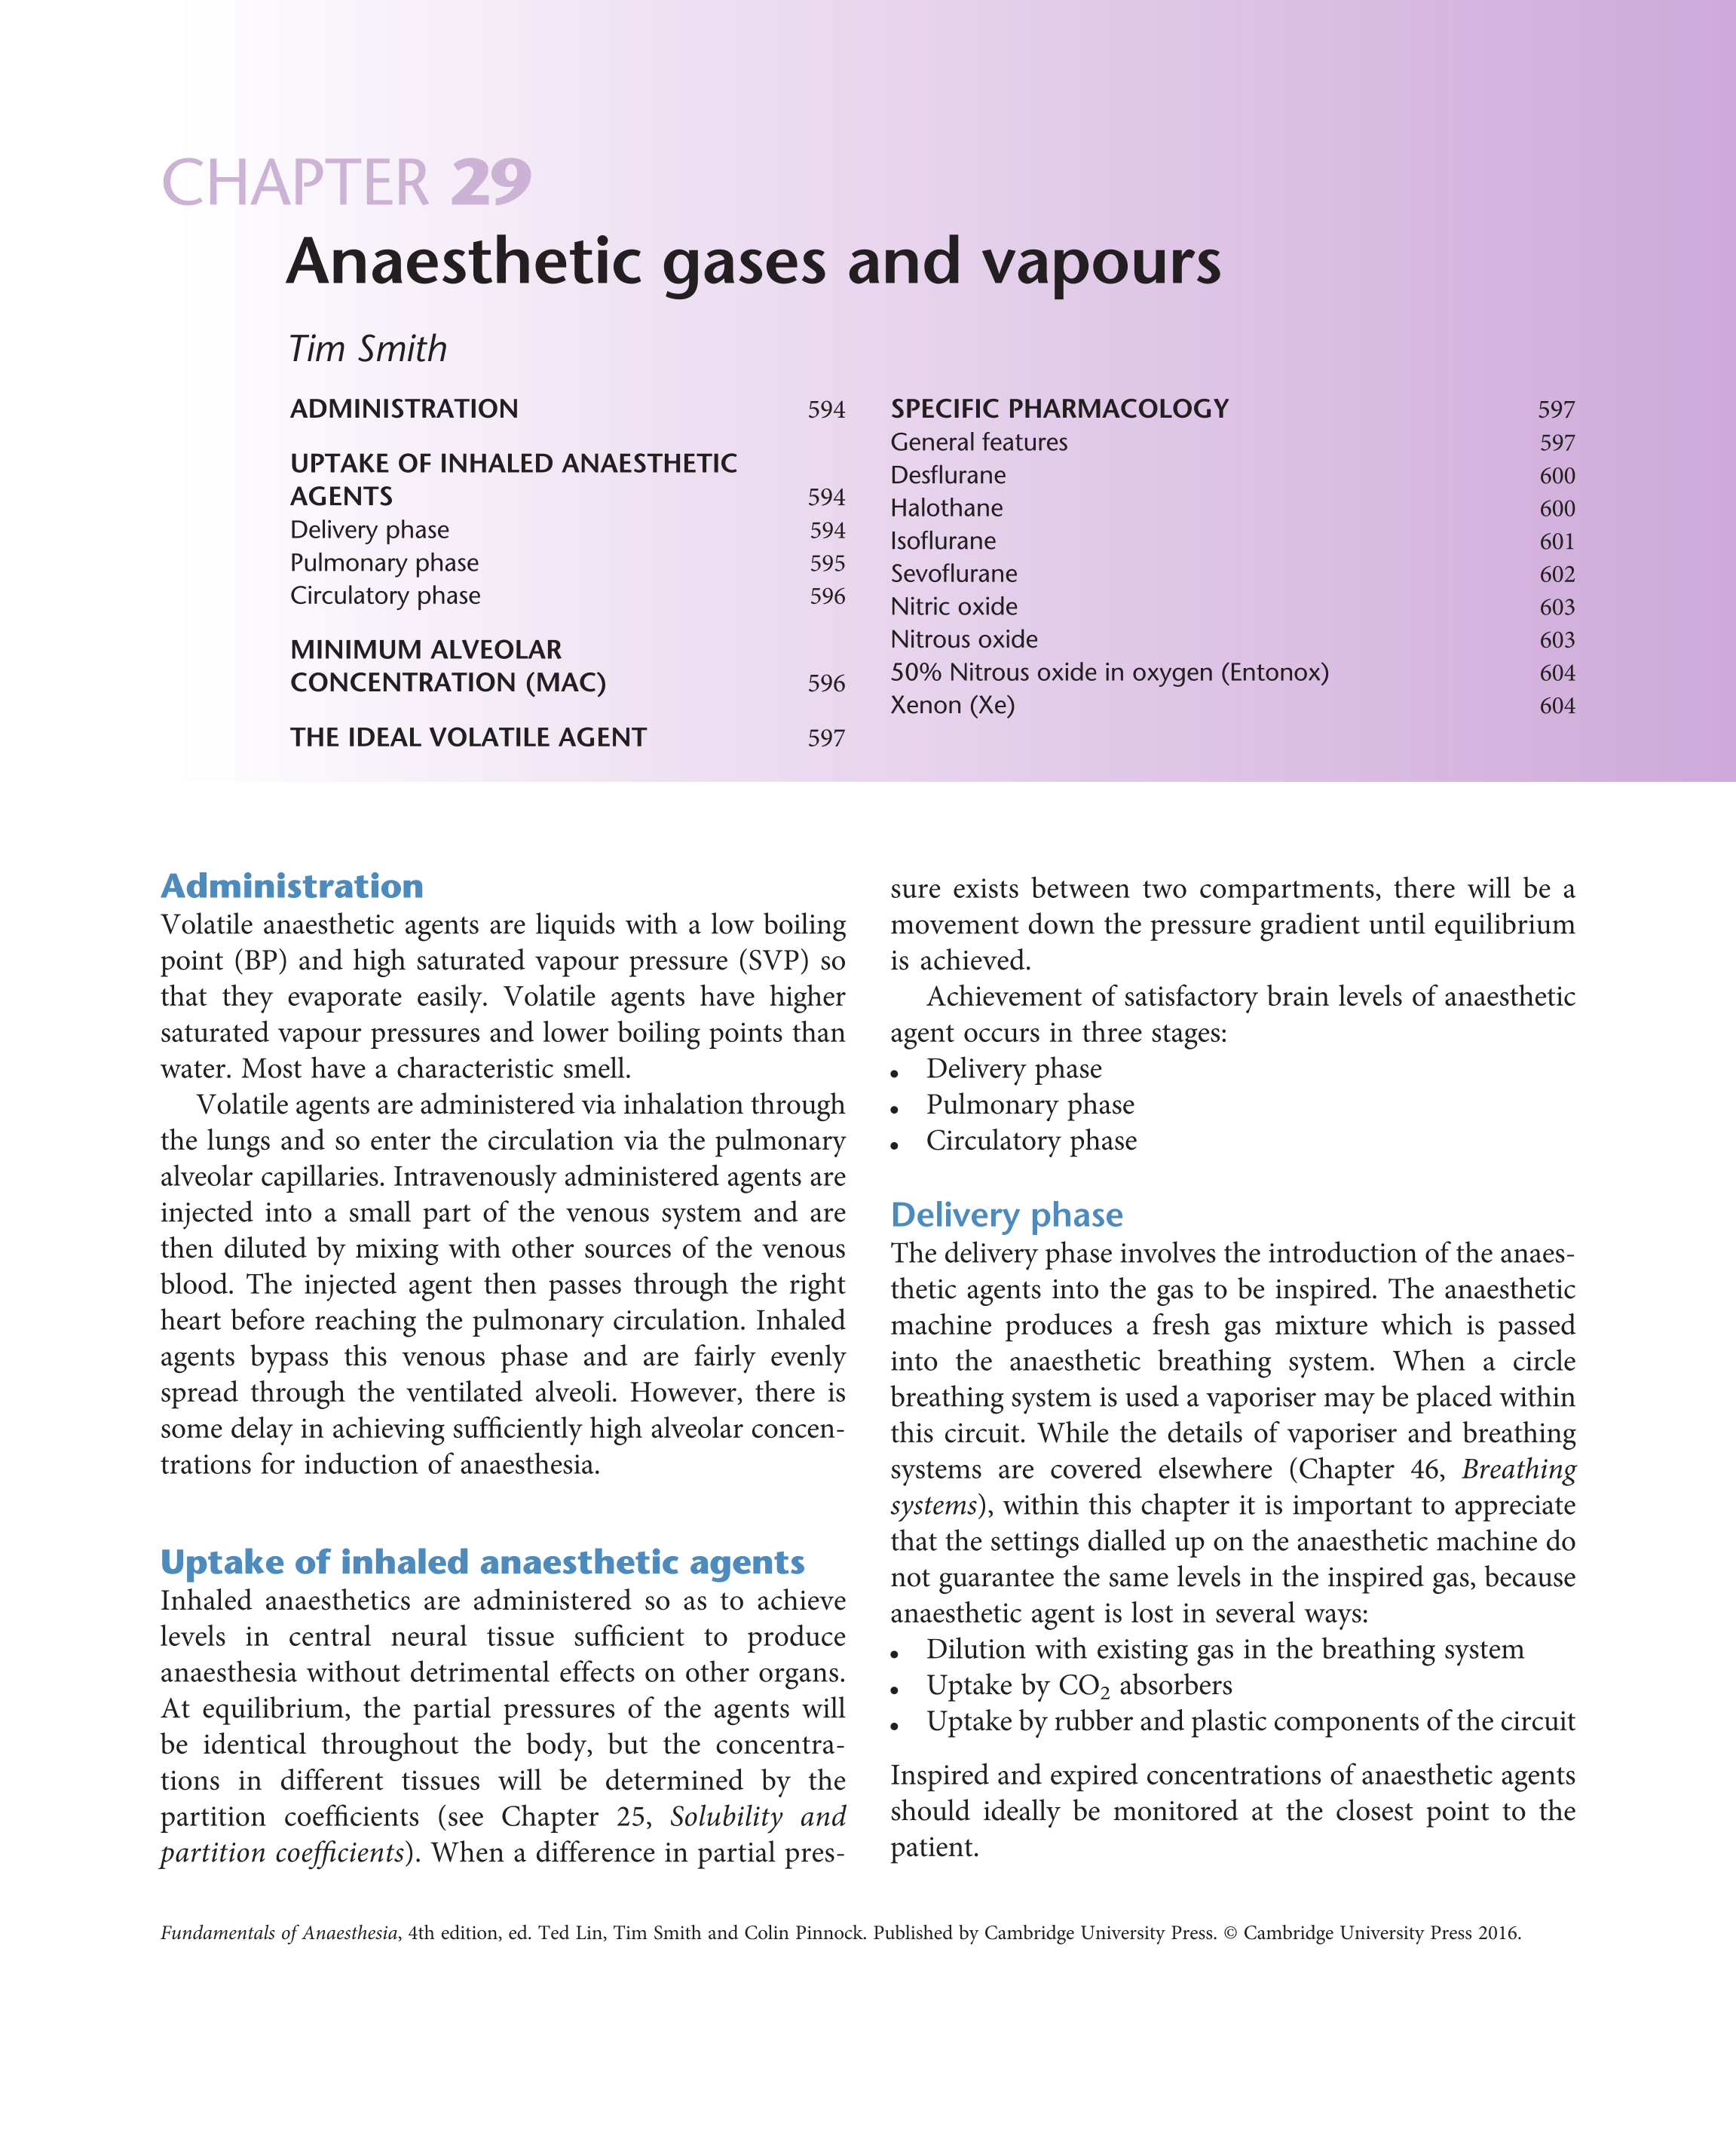 CHAPTER 29
Anaesthetic gases and vapours
Tim Smith
ADMINISTRATION 594
UPTAKE OF INHALED ANAESTHETIC
AGENTS 594
Delivery phase 594
Pulmonary phase 595
Circulatory phase 596
MINIMUM ALVEOLAR
CONCENTRATION (MAC) 596
THE IDEAL VOLATILE AGENT 597
SPECIFIC PHARMACOLOGY 597
General features 597
Desflurane 600
Halothane 600
Isoflurane 601
Sevoflurane 602
Nitric oxide 603
Nitrous oxide 603
50% Nitrous oxide in oxygen (Entonox) 604
Xenon (Xe) 604
Administration
Volatile anaesthetic agents are liquids with a low boiling
point (BP) and high saturated vapour pressure (SVP) so
that they evaporate easily. Volatile agents have higher
saturated vapour pressures and lower boiling points than
water. Most have a characteristic smell.
Volatile agents are administered via inhalation through
the lungs and so enter the circulation via the pulmonary
alveolar capillaries. Intravenously administered agents are
injected into a small part of the venous system and are
then diluted by mixing with other sources of the venous
blood. The injected agent then passes through the right
heart before reaching the pulmonary circulation. Inhaled
agents bypass this venous phase and are fairly evenly
spread through the ventilated alveoli. However, there is
some delay in achieving sufficiently high alveolar concen-
trations for induction of anaesthesia.
Uptake of inhaled anaesthetic agents
Inhaled anaesthetics are administered so as to achieve
levels in central neural tissue sufficient to produce
anaesthesia without detrimental effects on other organs.
At equilibrium, the partial pressures of the agents will
be identical throughout the body, but the concentra-
tions in different tissues will be determined by the
partition coefficients (see Chapter 25, Solubility and
partition coefficients). When a difference in partial pres-
sure exists between two compartments, there will be a
movement down the pressure gradient until equilibrium
is achieved.
Achievement of satisfactory brain levels of anaesthetic
agent occurs in three stages:
• Delivery phase
• Pulmonary phase
• Circulatory phase
Delivery phase
The delivery phase involves the introduction of the anaes-
thetic agents into the gas to be inspired. The anaesthetic
machine produces a fresh gas mixture which is passed
into the anaesthetic breathing system. When a circle
breathing system is used a vaporiser may be placed within
this circuit. While the details of vaporiser and breathing
systems are covered elsewhere (Chapter 46, Breathing
systems), within this chapter it is important to appreciate
that the settings dialled up on the anaesthetic machine do
not guarantee the same levels in the inspired gas, because
anaesthetic agent is lost in several ways:
• Dilution with existing gas in the breathing system
• Uptake by CO₂ absorbers
• Uptake by rubber and plastic components of the circuit
Inspired and expired concentrations of anaesthetic agents
should ideally be monitored at the closest point to the
patient.
Fundamentals of Anaesthesia, 4th edition, ed. Ted Lin, Tim Smith and Colin Pinnock. Published by Cambridge University Press. © Cambridge University Press 2016.